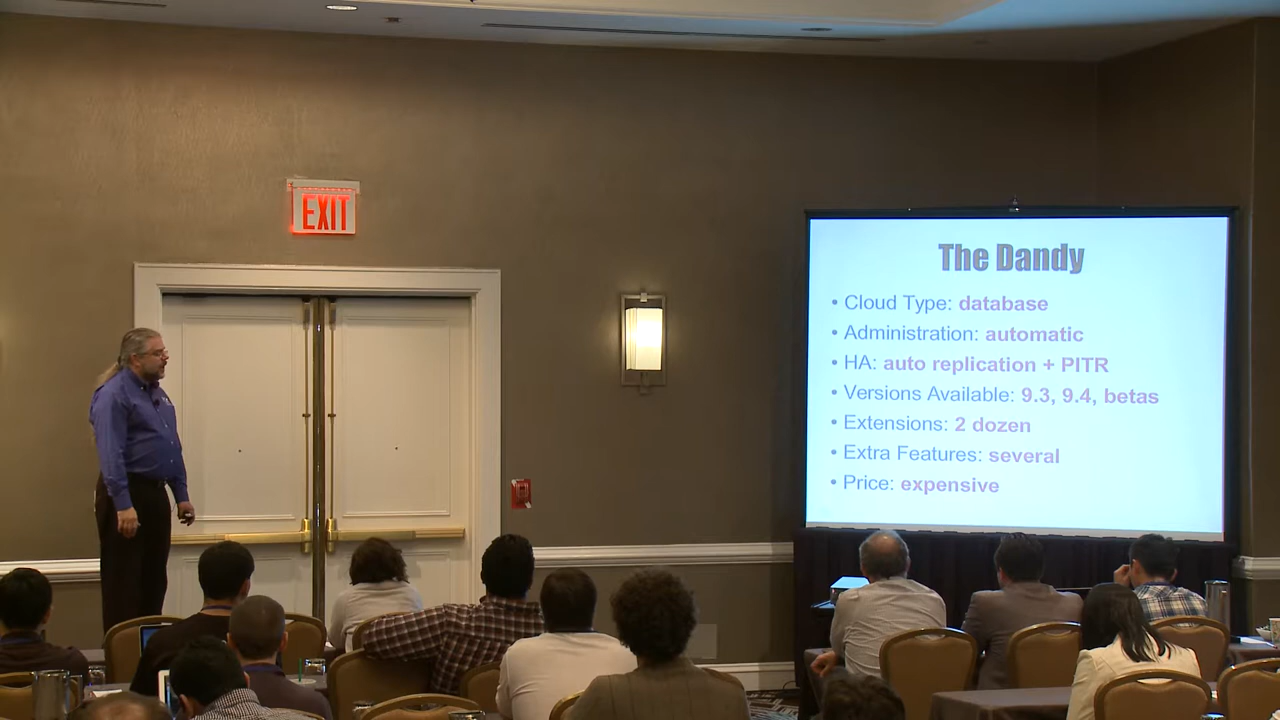 EXIT
The Dandy
• Cloud Type: database
• Administration: automatic
• HA: auto replication + PITR
• Versions Available: 9.3, 9.4, betas
• Extensions: 2 dozen
• Extra Features: several
• Price: expensive